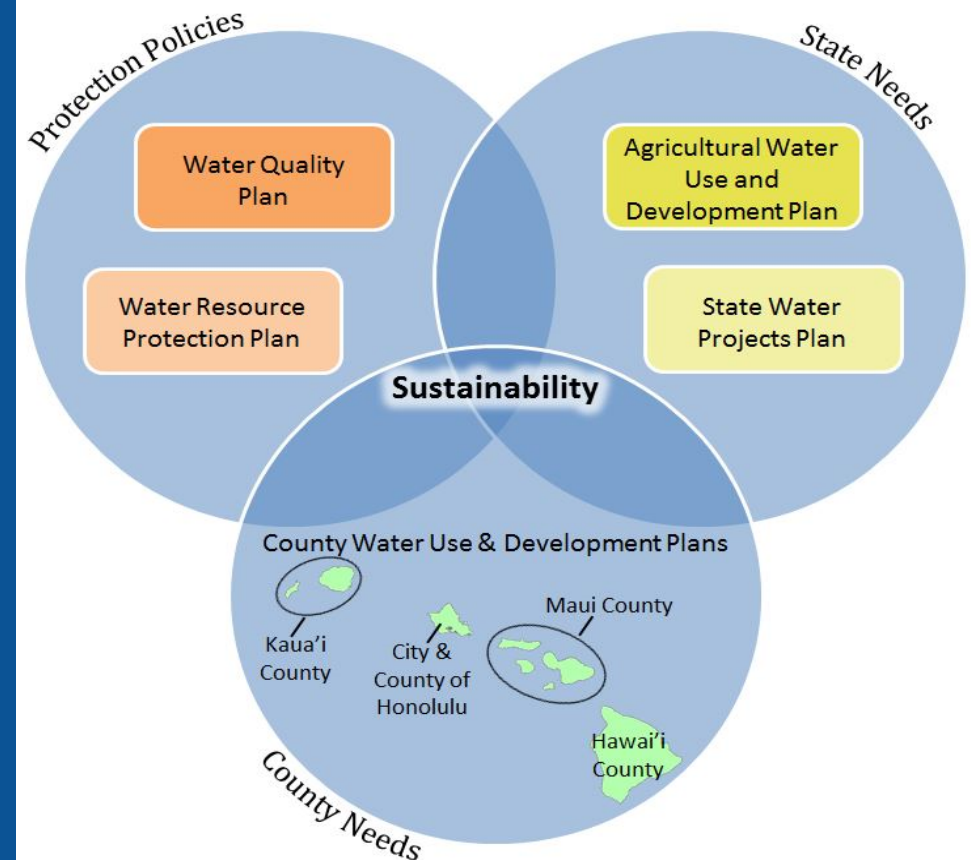 Protection Policies
State Needs
Water Quality
Plan
Agricultural Water
Use and
Development Plan
Water Resource
Protection Plan
State Water
Projects Plan
Sustainability
County Water Use & Development Plans
Kaua'i
County
City &
County of
Honolulu
Maui County
Hawai'i
County
County Needs